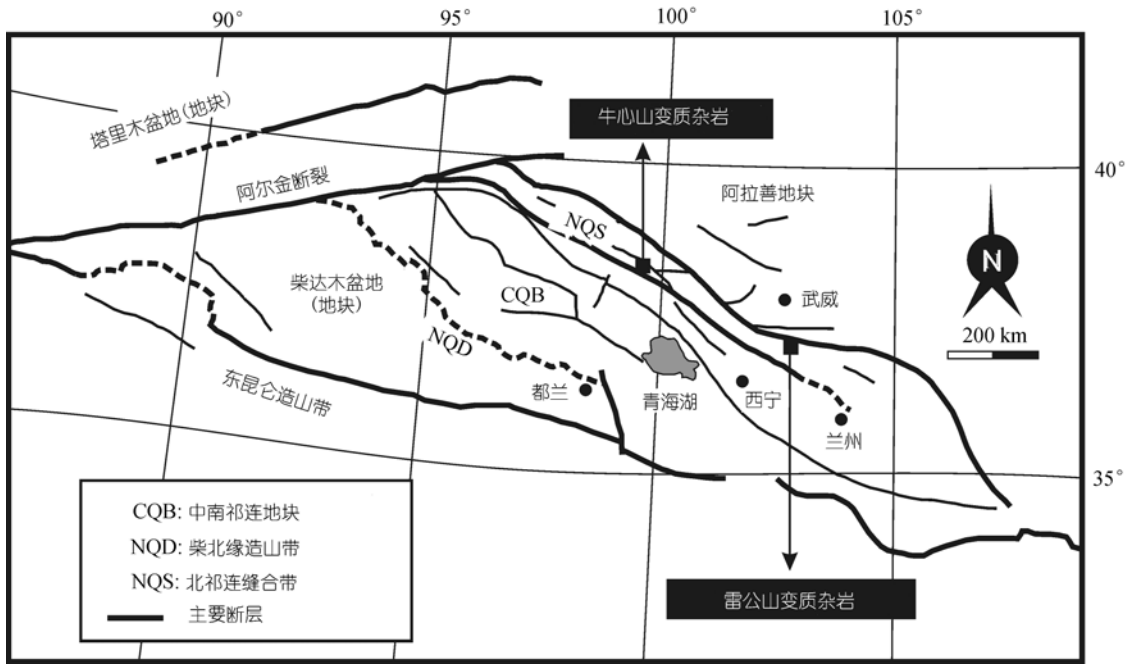 90° 95° 100° 105°
塔里木盆地(地块)
牛心山变质杂岩
40°
阿尔金断裂
阿拉善地块
NQS
N
柴达木盆地
(地块)
CQB
武威
200 km
NQD
东昆仑造山带
都兰
青海湖
西宁
兰州
35°
CQB: 中南祁连地块
NQD: 柴北缘造山带
NQS: 北祁连缝合带
主要断层
雷公山变质杂岩